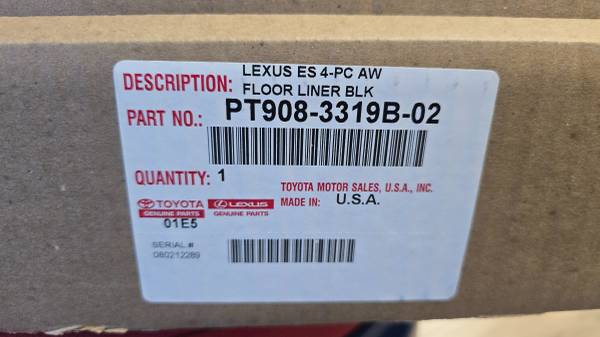 DESCRIPTION: LEXUS ES 4-PC AW
FLOOR LINER BLK
PART NO.: PT908-3319B-02
QUANTITY: 1
TOYOTA MOTOR SALES, U.S.A., INC.
TOYOTA LEXUS MADE IN: U.S.A.
GENUINE PARTS GENUINE PARTS
01E5
SERIAL #
080212289